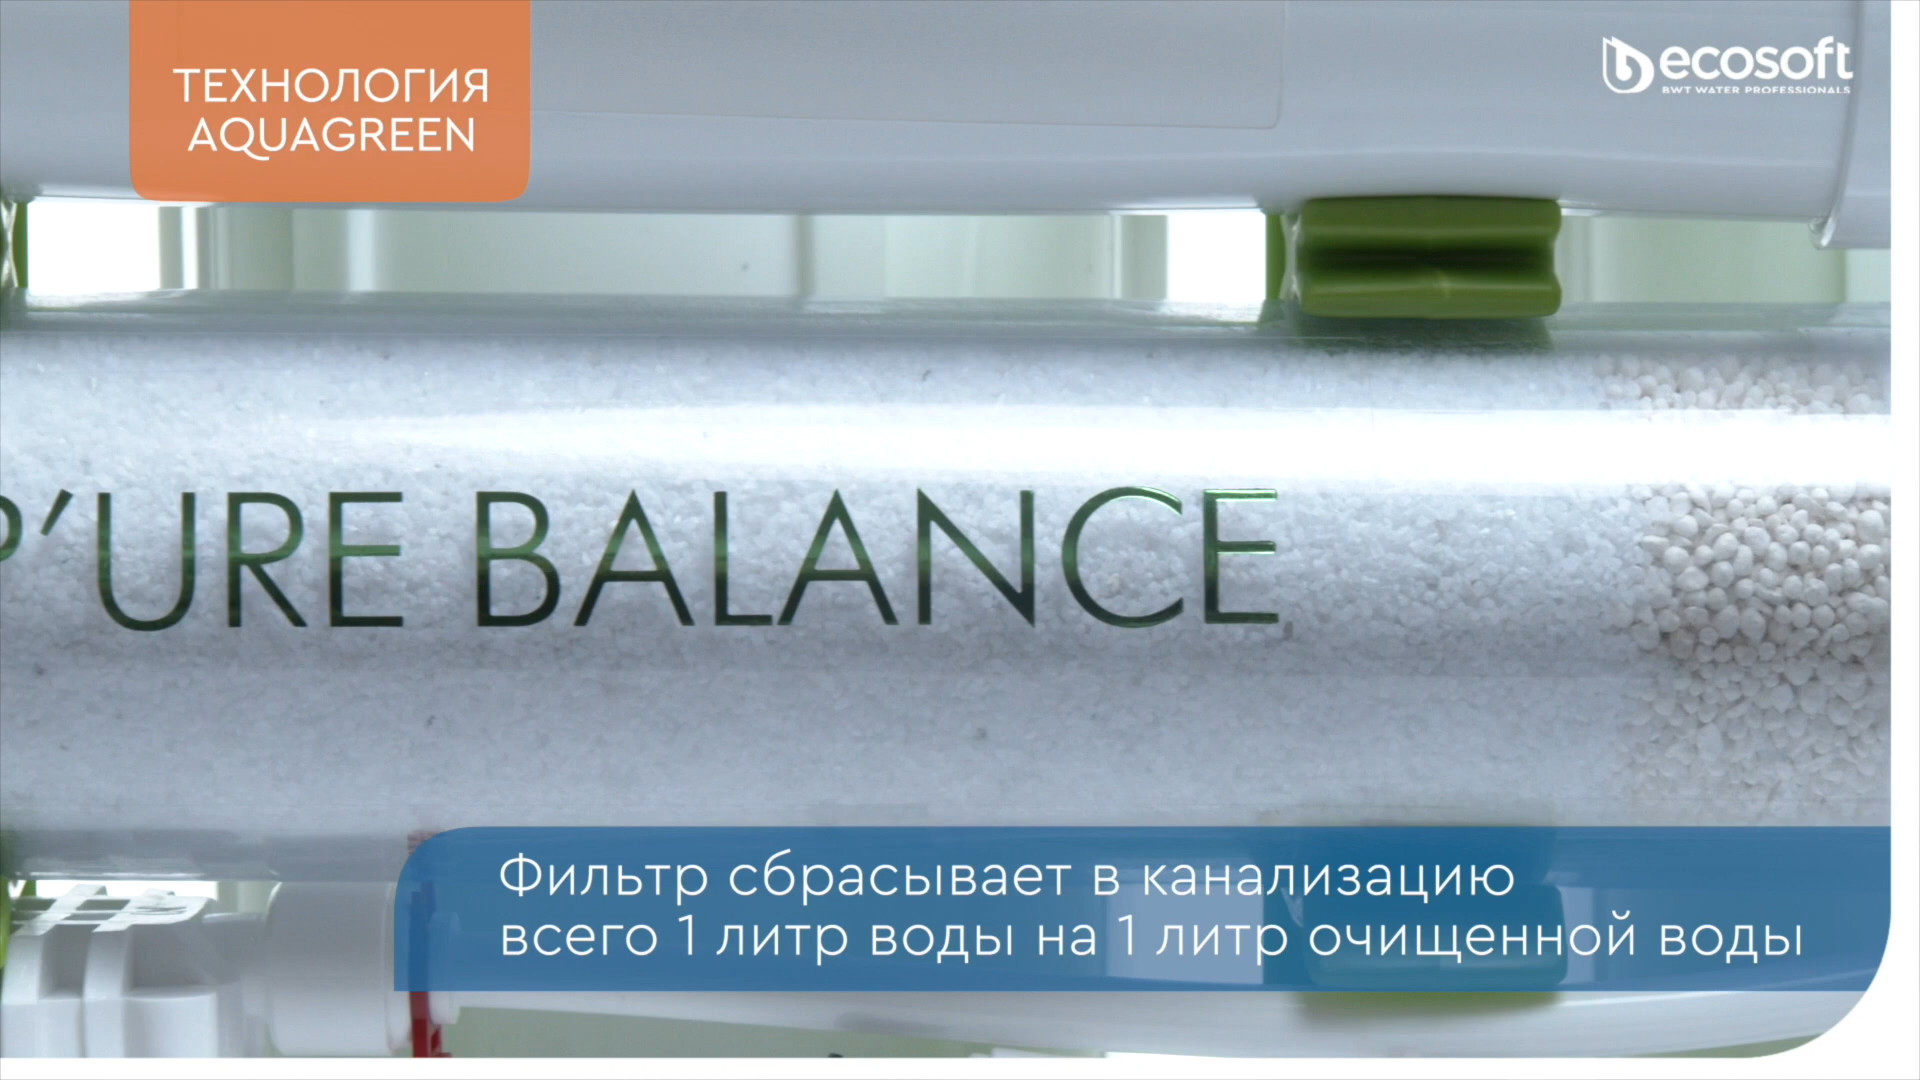 ТЕХНОЛОГИЯ
AQUAGREEN
ecosoft
BWT WATER PROFESSIONALS
P'URE BALANCE
Фильтр сбрасывает в канализацию
всего 1 литр воды на 1 литр очищенной воды